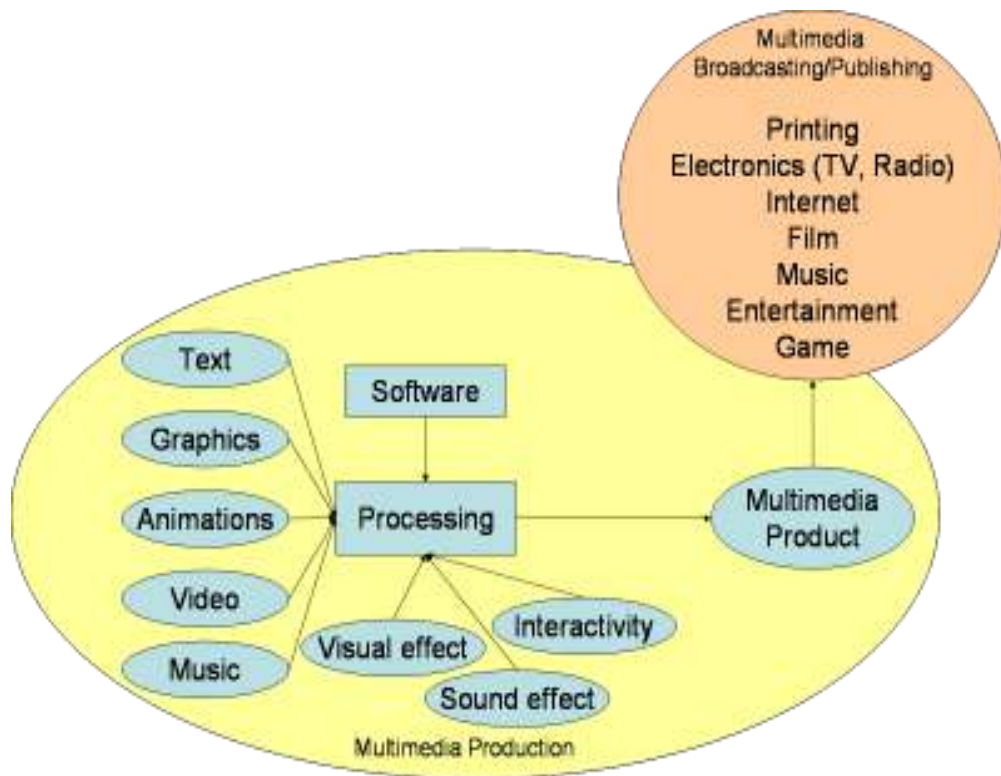 Multimedia
Broadcasting/Publishing
Printing
Electronics (TV, Radio)
Internet
Film
Music
Entertainment
Game
Text
Graphics
Animations
Video
Music
Software
Processing
Visual effect
Sound effect
Interactivity
Multimedia
Product
Multimedia Production